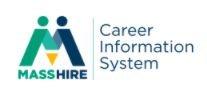 MASSHIRE
Career
Information
System